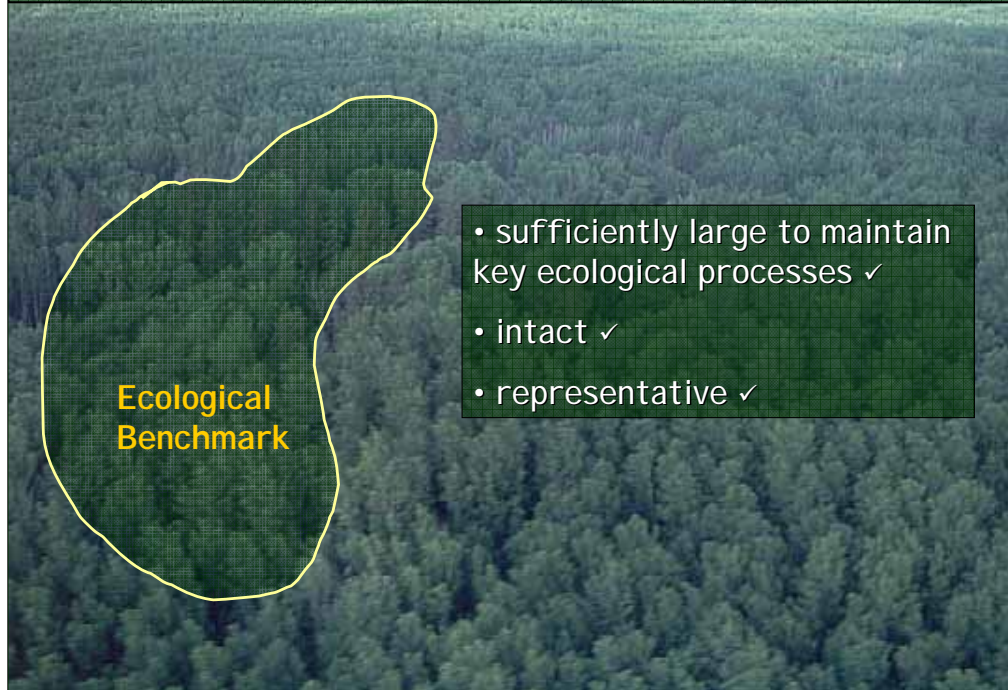 • sufficiently large to maintain
key ecological processes ✓
• intact ✓
• representative ✓
Ecological
Benchmark